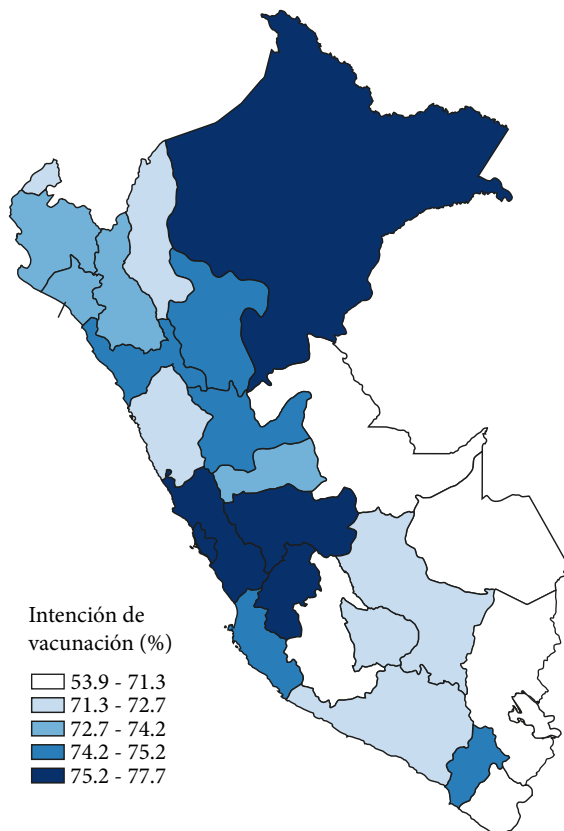 Intención de
vacunación (%)
53.9 - 71.3
71.3 - 72.7
72.7 - 74.2
74.2 - 75.2
75.2 - 77.7